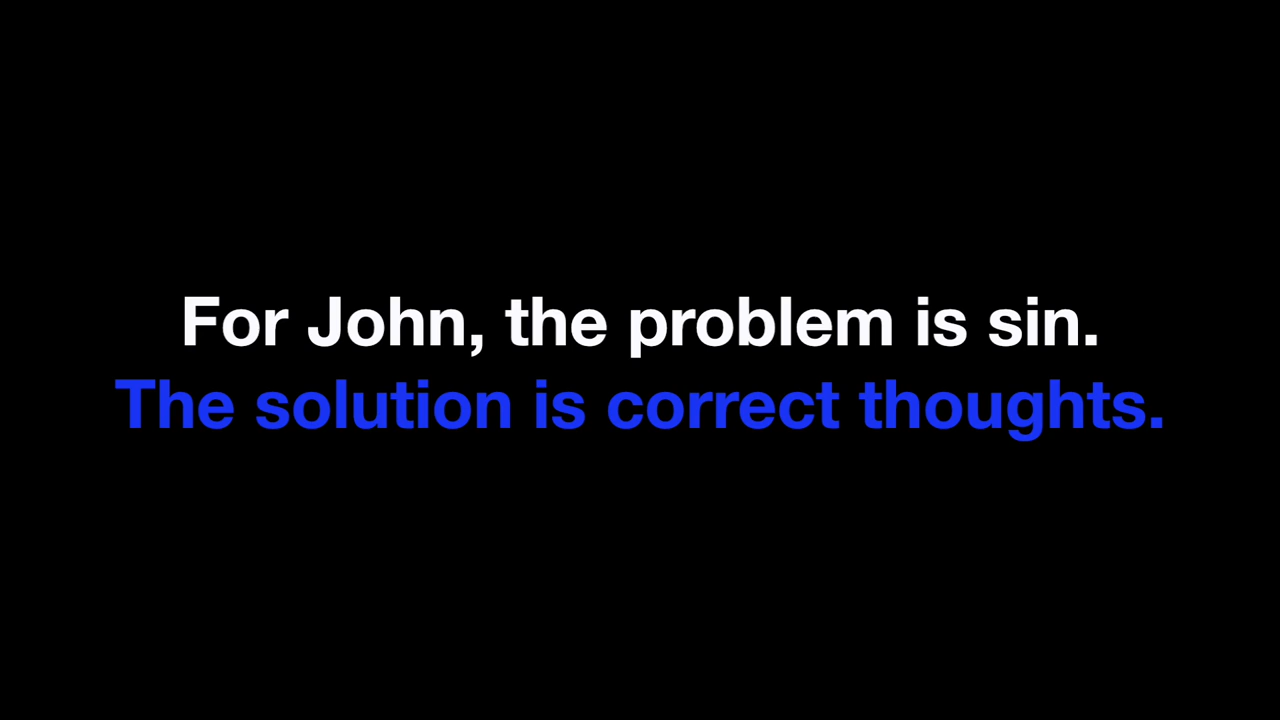 For John, the problem is sin.
The solution is correct thoughts.